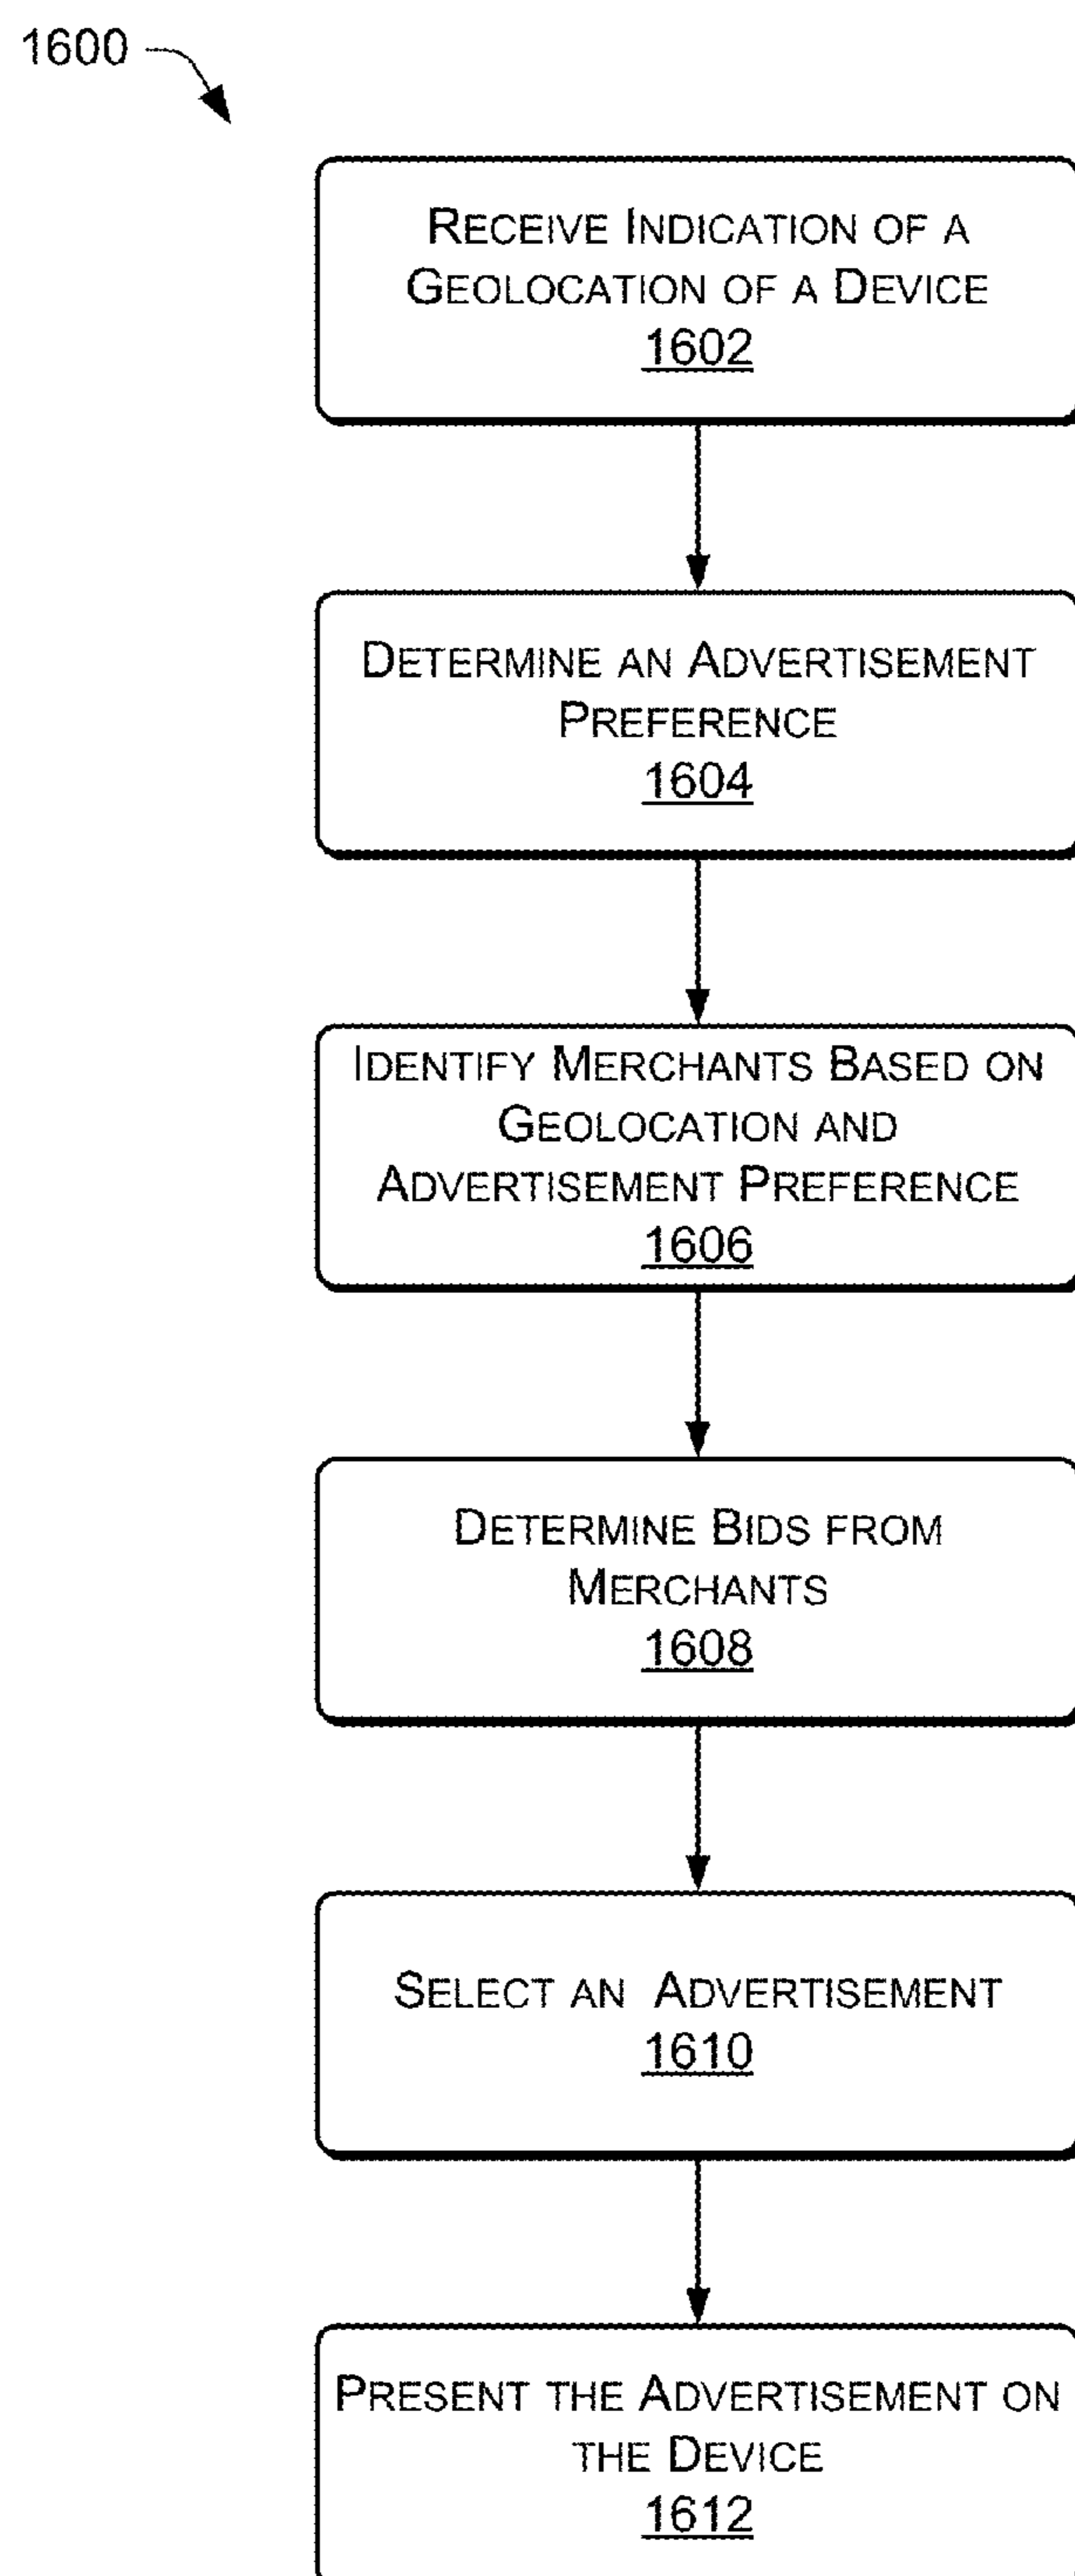 1600
RECEIVE INDICATION OF A
GEOLOCATION OF A DEVICE
1602
DETERMINE AN ADVERTISEMENT
PREFERENCE
1604
IDENTIFY MERCHANTS BASED ON
GEOLOCATION AND
ADVERTISEMENT PREFERENCE
1606
DETERMINE BIDS FROM
MERCHANTS
1608
SELECT AN ADVERTISEMENT
1610
PRESENT THE ADVERTISEMENT ON
THE DEVICE
1612